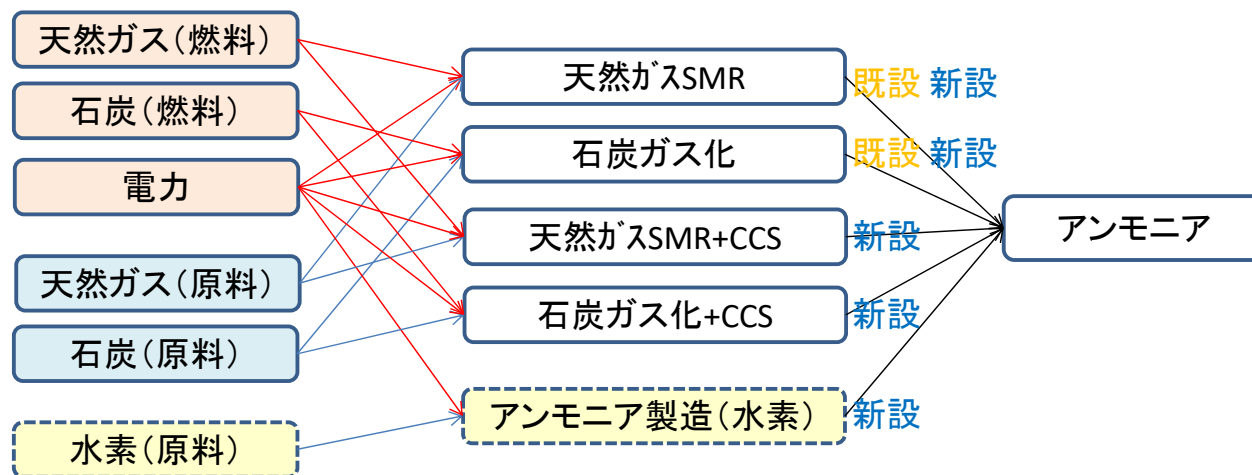 天然ガス(燃料)
石炭(燃料)
電力
天然ガス(原料)
石炭(原料)
水素(原料)
天然ガスSMR
既設 新設
石炭ガス化
既設 新設
天然ガスSMR+CCS
新設
石炭ガス化+CCS
新設
アンモニア製造(水素)
新設
アンモニア